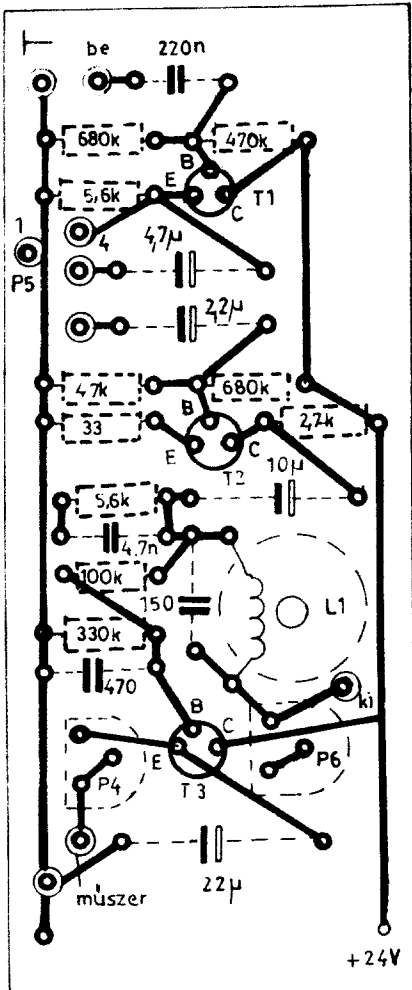 be
220n
680k
470k
B
E
C
T1
5,6k
1
P5
4
4,7µ
2,2µ
47k
680k
B
33
2,7k
E
C
T2
10µ
5,6k
4,7n
100k
150
L1
330k
470
ki
B
C
P4
E
P6
T3
műszer
22µ
+24V